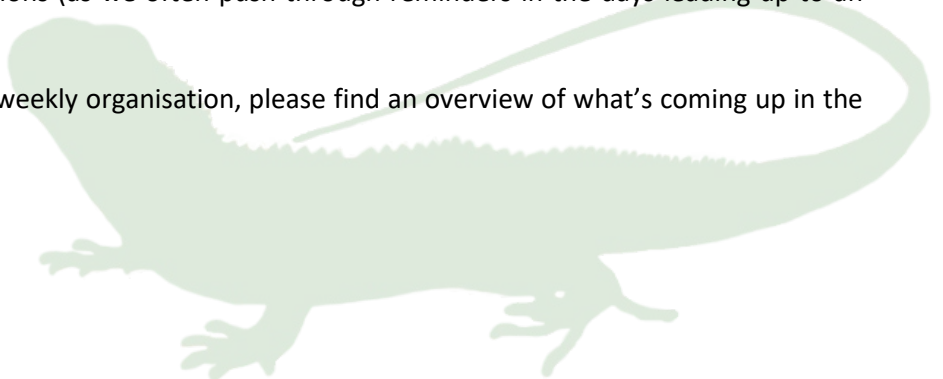 (as we often push through reminders in the days leading up to an
weekly organisation, please find an overview of what's coming up in the